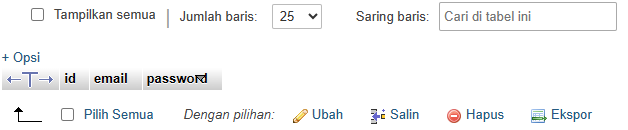 Tampilkan semua | Jumlah baris: 25 Saring baris: Cari di tabel ini
+ Opsi
id email password
Pilih Semua Dengan pilihan: Ubah Salin Hapus Ekspor